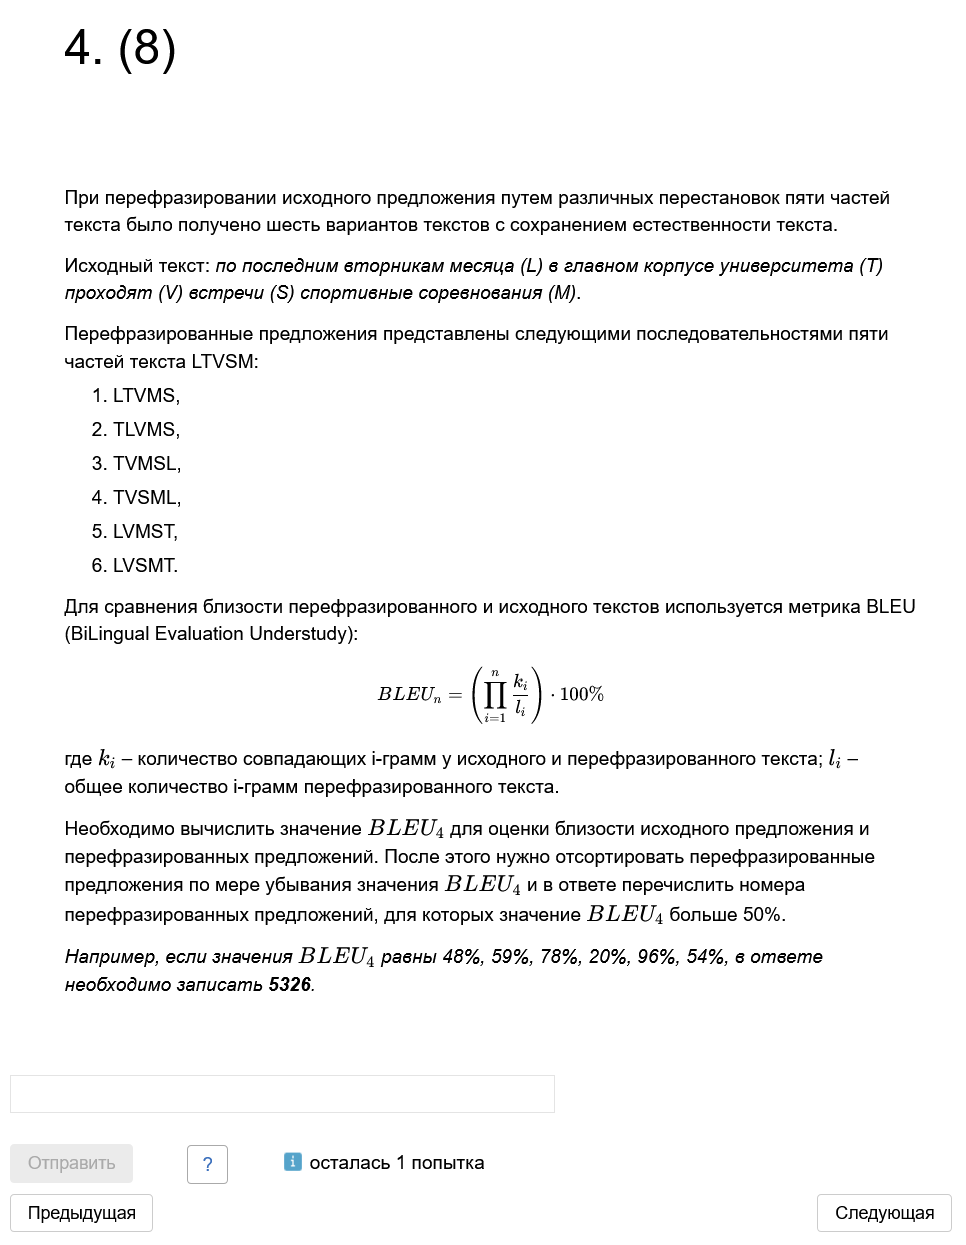 4. (8)
При перефразировании исходного предложения путем различных перестановок пяти частей
текста было получено шесть вариантов текстов с сохранением естественности текста.
Исходный текст: по последним вторникам месяца (L) в главном корпусе университета (T)
проходят (V) встречи (S) спортивные соревнования (M).
Перефразированные предложения представлены следующими последовательностями пяти
частей текста LTVSM:
1. LTVMS,
2. TLVMS,
3. TVMSL,
4. TVSML,
5. LVMST,
6. LVSMT.
Для сравнения близости перефразированного и исходного текстов используется метрика BLEU
(BiLingual Evaluation Understudy):
$BLEU_n = \left( \prod_{i=1}^{n} \frac{k_i}{l_i} \right) \cdot 100\%$
где $k_i$ – количество совпадающих i-грамм у исходного и перефразированного текста; $l_i$ –
общее количество i-грамм перефразированного текста.
Необходимо вычислить значение $BLEU_4$ для оценки близости исходного предложения и
перефразированных предложений. После этого нужно отсортировать перефразированные
предложения по мере убывания значения $BLEU_4$ и в ответе перечислить номера
перефразированных предложений, для которых значение $BLEU_4$ больше 50%.
Например, если значения $BLEU_4$ равны 48%, 59%, 78%, 20%, 96%, 54%, в ответе
необходимо записать 5326.
Отправить ? i осталась 1 попытка
Предыдущая Следующая